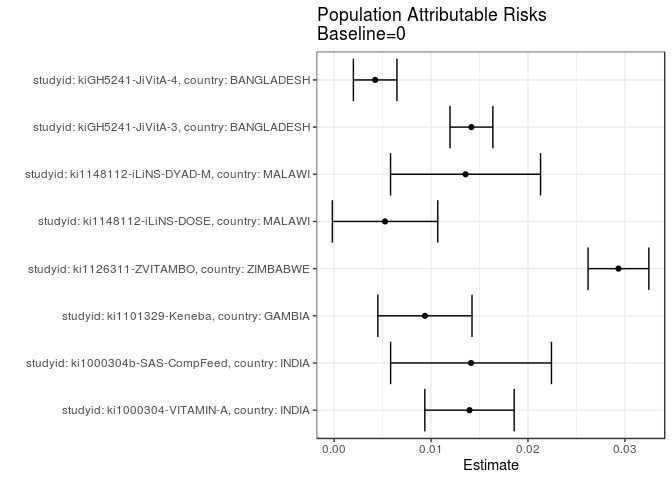 Population Attributable Risks
Baseline=0
studyid: kiGH5241-JiVitA-4, country: BANGLADESH
studyid: kiGH5241-JiVitA-3, country: BANGLADESH
studyid: ki1148112-iLiNS-DYAD-M, country: MALAWI
studyid: ki1148112-iLiNS-DOSE, country: MALAWI
studyid: ki1126311-ZVITAMBO, country: ZIMBABWE
studyid: ki1101329-Keneba, country: GAMBIA
studyid: ki1000304b-SAS-CompFeed, country: INDIA
studyid: ki1000304-VITAMIN-A, country: INDIA
0.00 0.01 0.02 0.03
Estimate